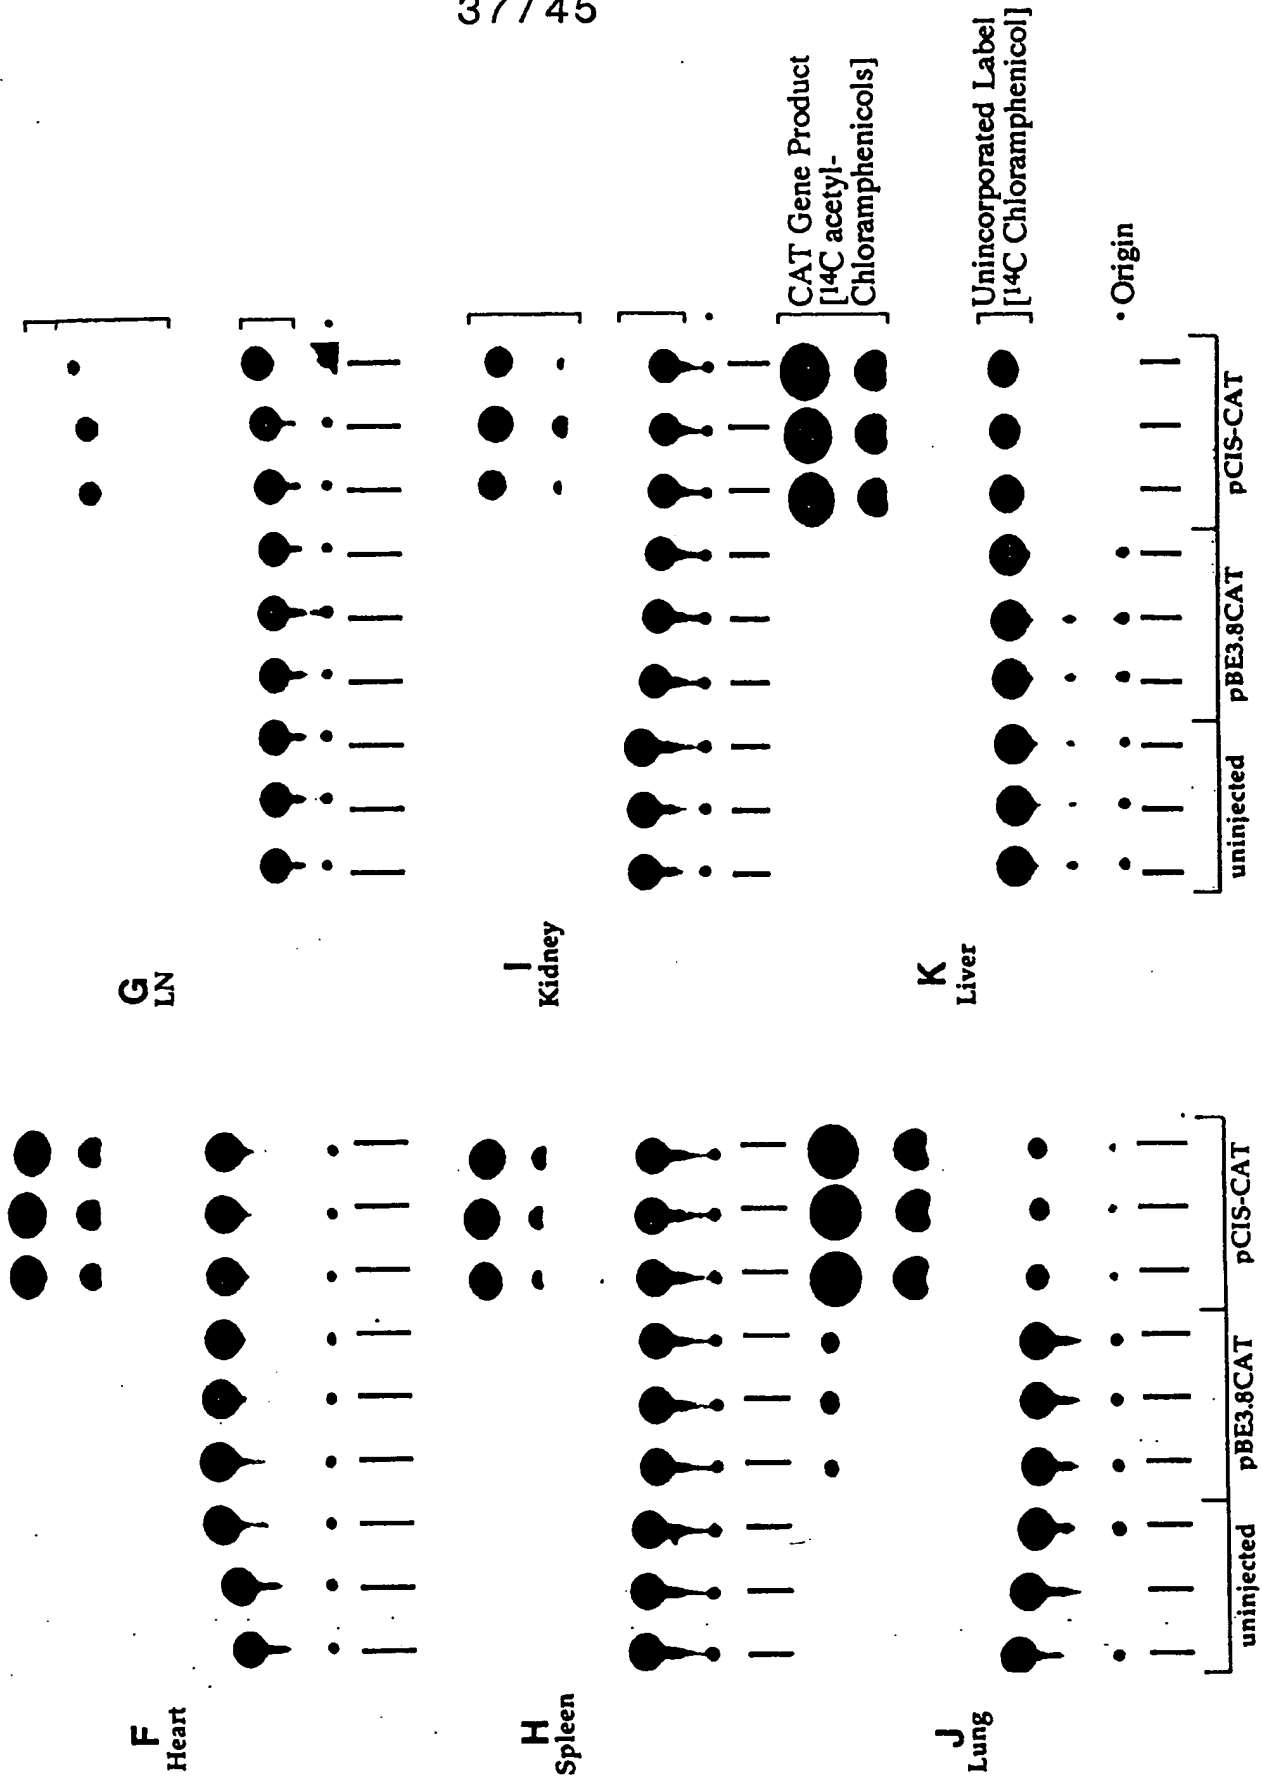 37/45
F
Heart
G
LN
H
Spleen
I
Kidney
J
Lung
K
Liver
CAT Gene Product
[14C acetyl-
Chloramphenicols]
Unincorporated Label
[14C Chloramphenicol]
• Origin
uninjected
pBE3.8CAT
pCIS-CAT
uninjected
pBE3.8CAT
pCIS-CAT